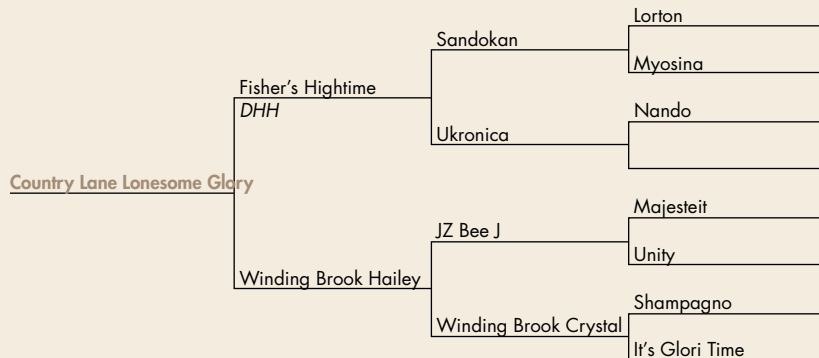 Lorton
Sandokan
Myosina
Fisher's Hightime
DHH
Nando
Ukronica
Country Lane Lonesome Glory
Majesteit
JZ Bee J
Unity
Winding Brook Hailey
Shampagno
Winding Brook Crystal
It's Glori Time